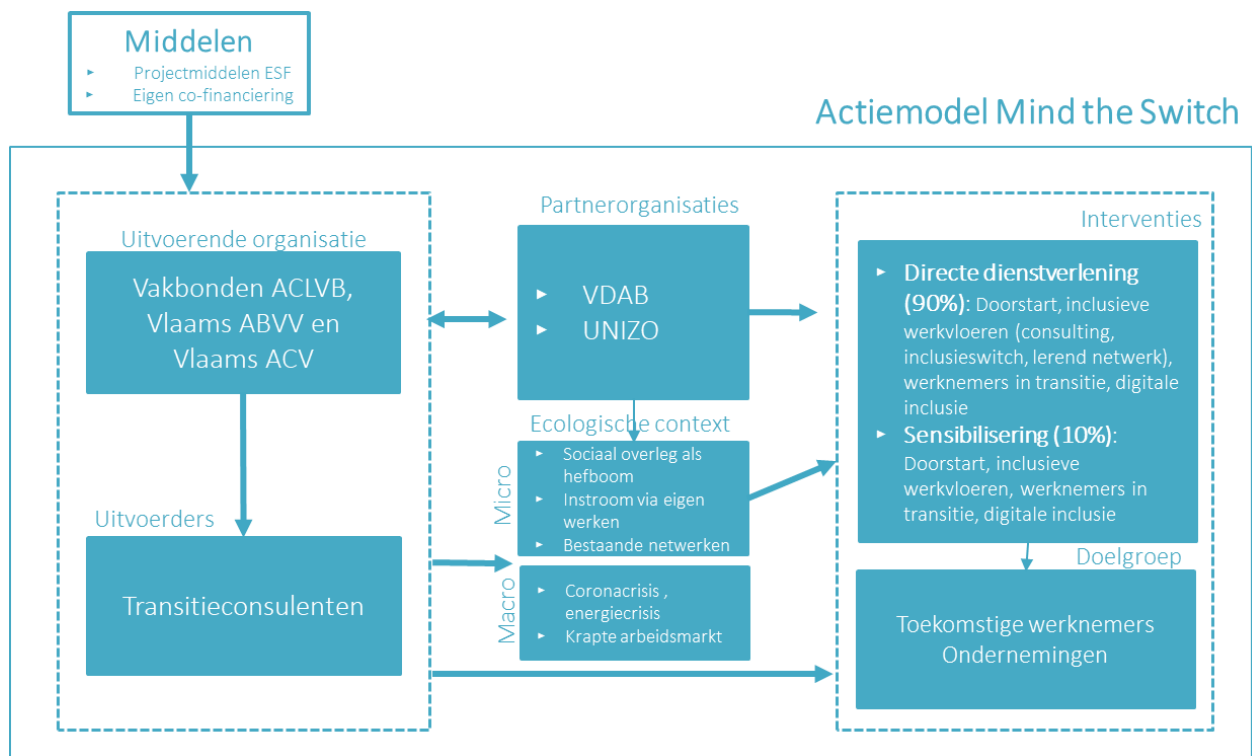 Middelen
▸ Projectmiddelen ESF
▸ Eigen co-financiering
Actiemodel Mind the Switch
Uitvoerende organisatie
Vakbonden ACLVB,
Vlaams ABVV en
Vlaams ACV
Uitvoerders
Transitieconsulenten
Partnerorganisaties
▸ VDAB
▸ UNIZO
Ecologische context
Micro
▸ Sociaal overleg als
hefboom
▸ Instroom via eigen
werken
▸ Bestaande netwerken
Macro
▸ Coronacrisis ,
energiecrisis
▸ Krapte arbeidsmarkt
Interventies
▸ Directe dienstverlening
(90%): Doorstart, inclusieve
werkvloeren (consulting,
inclusieswitch, lerend netwerk),
werknemers in transitie, digitale
inclusie
▸ Sensibilisering (10%):
Doorstart, inclusieve
werkvloeren, werknemers in
transitie, digitale inclusie
Doelgroep
Toekomstige werknemers
Ondernemingen